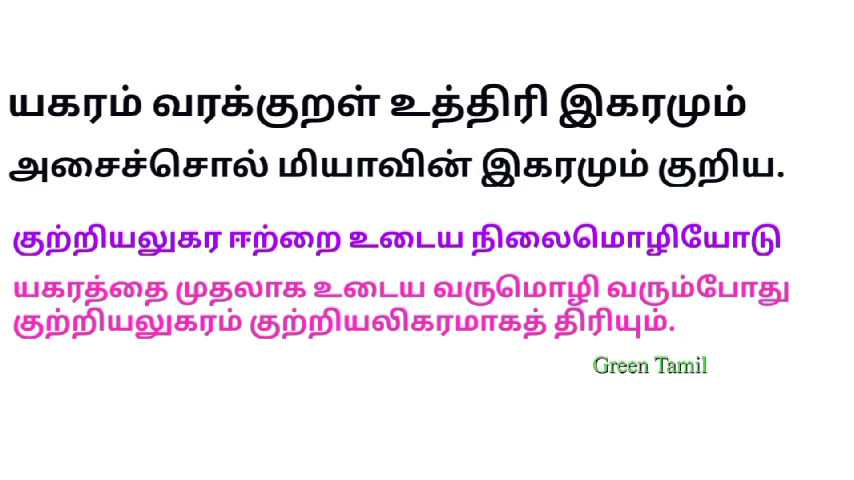 யகரம் வரக்குறள் உத்திரி இகரமும்
அசைச்சொல் மியாவின் இகரமும் குறிய.
குற்றியலுகர ஈற்றை உடைய நிலைமொழியோடு
யகரத்தை முதலாக உடைய வருமொழி வரும்போது
குற்றியலுகரம் குற்றியலிகரமாகத் திரியும்.
Green Tamil